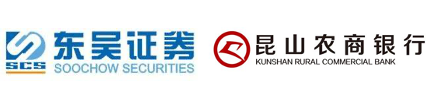 SCS
东吴证券
SOOCHOW SECURITIES
昆山农商银行
KUNSHAN RURAL COMMERCIAL BANK